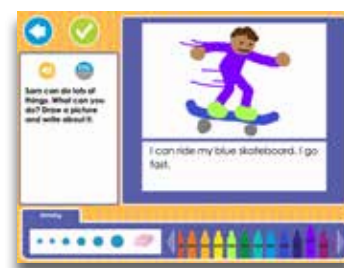 Sam can do lots of
things. What can you
do? Draw a picture
and write about it.
I can ride my blue skateboard. I go
fast.